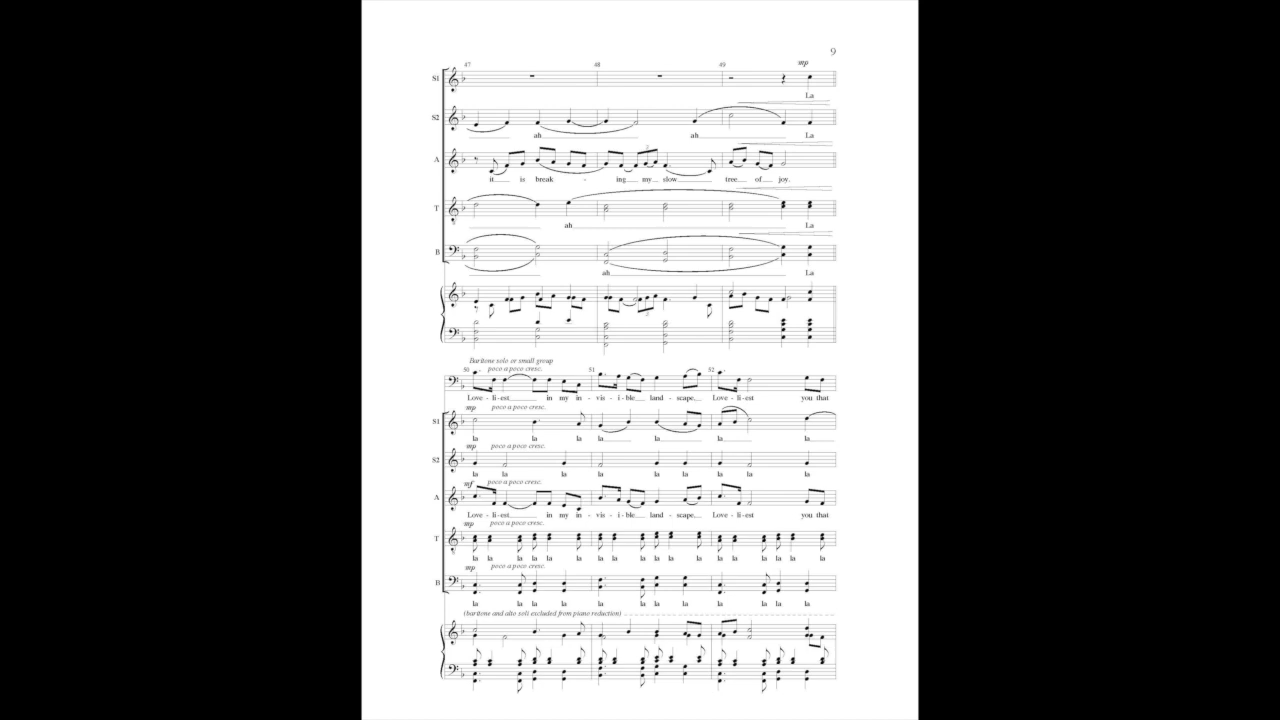 9
47 48 49
mp
S1
La
S2
ah ah La
A
3
it is break - ing my slow tree of joy.
T
ah La
B
ah La
3
Baritone solo or small group
50 poco a poco cresc. 51 52
Love - li - est in my in - vis - i - ble land - scape, Love - li - est you that
mp poco a poco cresc.
S1
la la la la la la la
mp poco a poco cresc.
S2
la la la la la la la la la
mf poco a poco cresc.
A
Love - li - est in my in - vis - i - ble land - scape, Love - li - est you that
mp poco a poco cresc.
T
la la la la la la la la la la la la la la la la
mp poco a poco cresc.
B
la la la la la la la la la la la
(baritone and alto soli excluded from piano reduction)